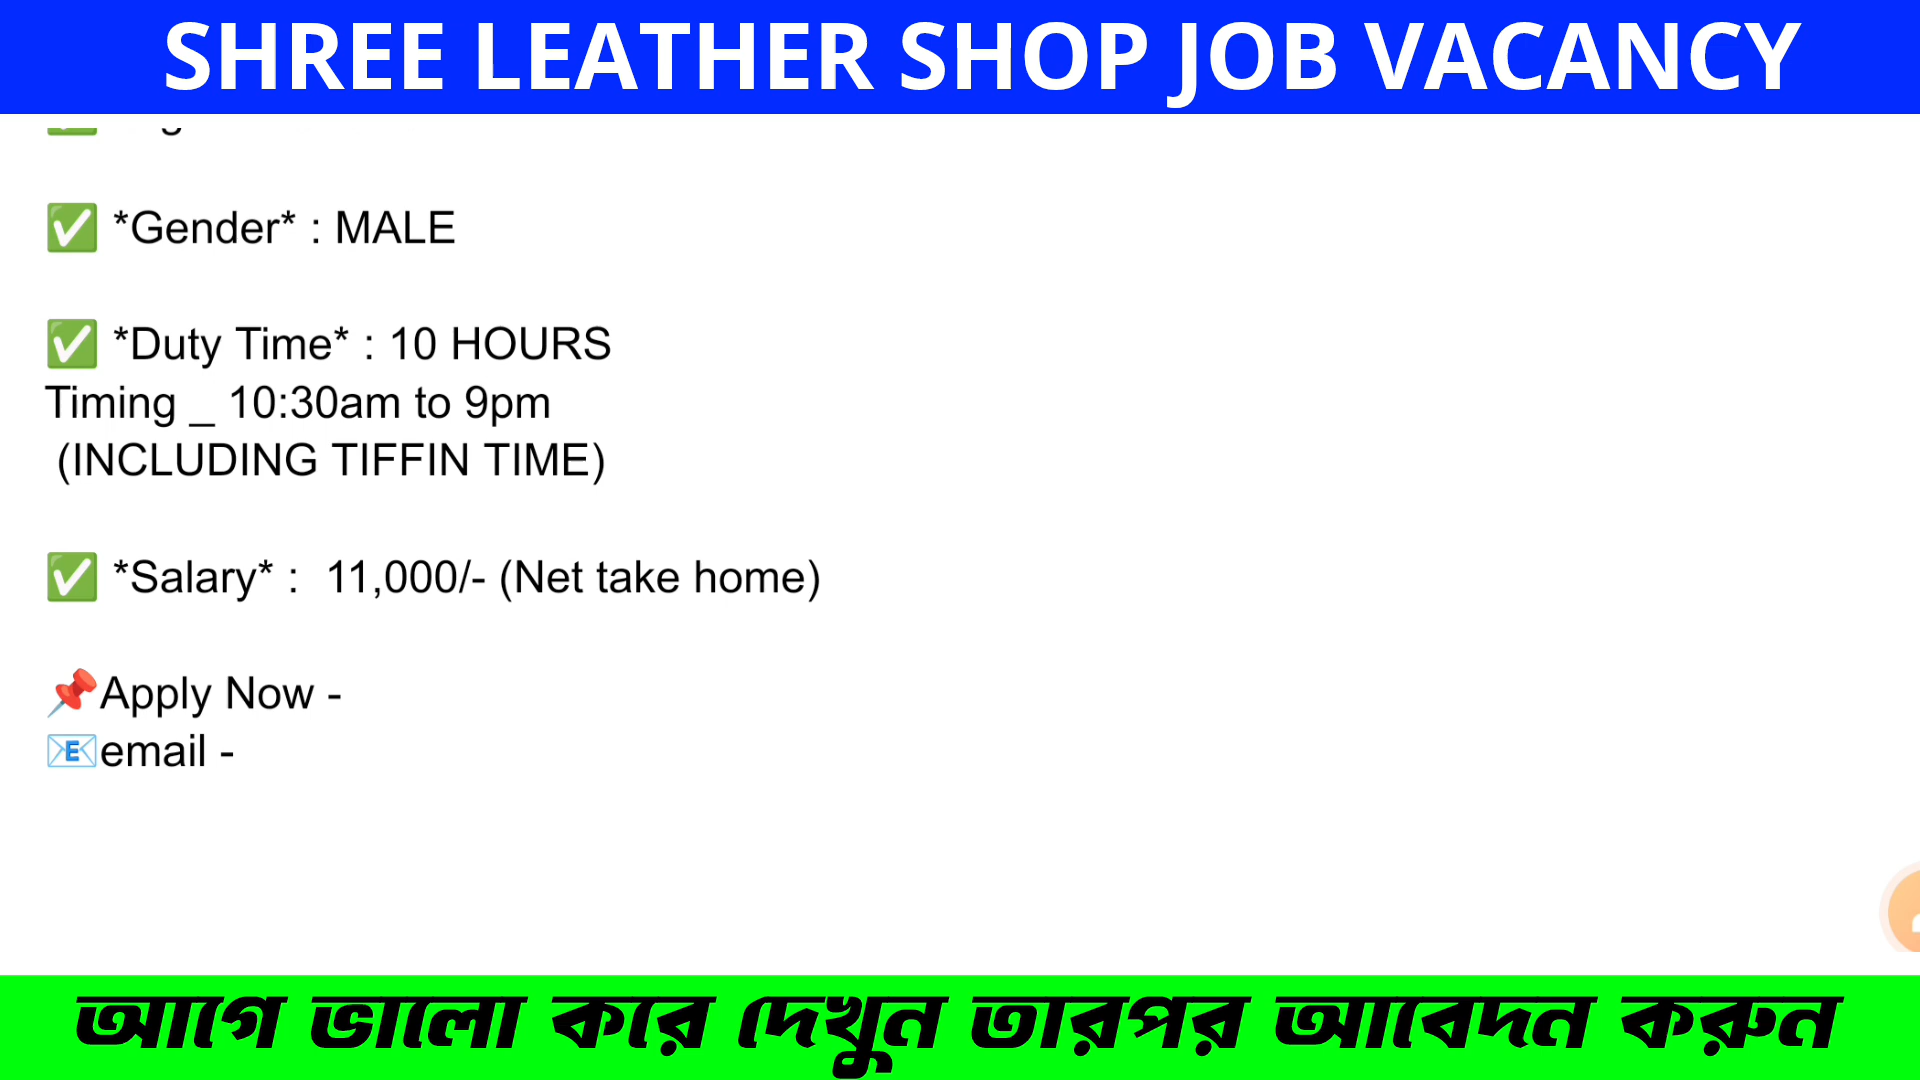 SHREE LEATHER SHOP JOB VACANCY
✅ *Gender* : MALE
✅ *Duty Time* : 10 HOURS
Timing _ 10:30am to 9pm
(INCLUDING TIFFIN TIME)
✅ *Salary* : 11,000/- (Net take home)
📌Apply Now -
📧email -
আগে ভালো করে দেখুন তারপর আবেদন করুন